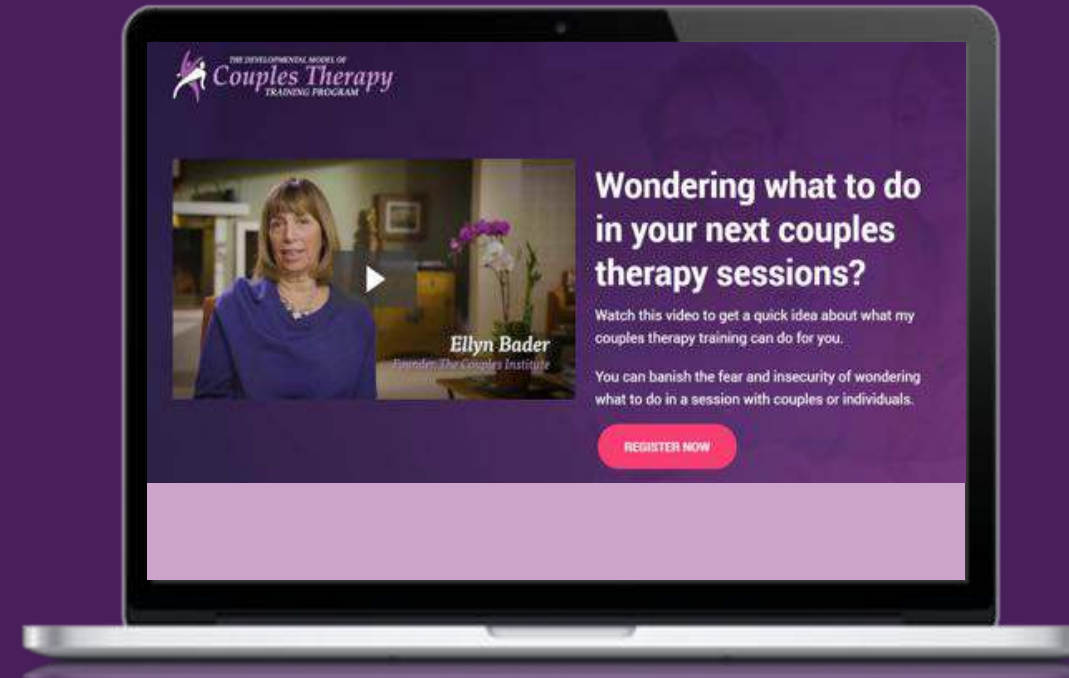 THE DEVELOPMENTAL MODEL OF
Couples Therapy
TRAINING PROGRAM
Ellyn Bader
Founder, The Couples Institute
Wondering what to do
in your next couples
therapy sessions?
Watch this video to get a quick idea about what my
couples therapy training can do for you.
You can banish the fear and insecurity of wondering
what to do in a session with couples or individuals.
REGISTER NOW